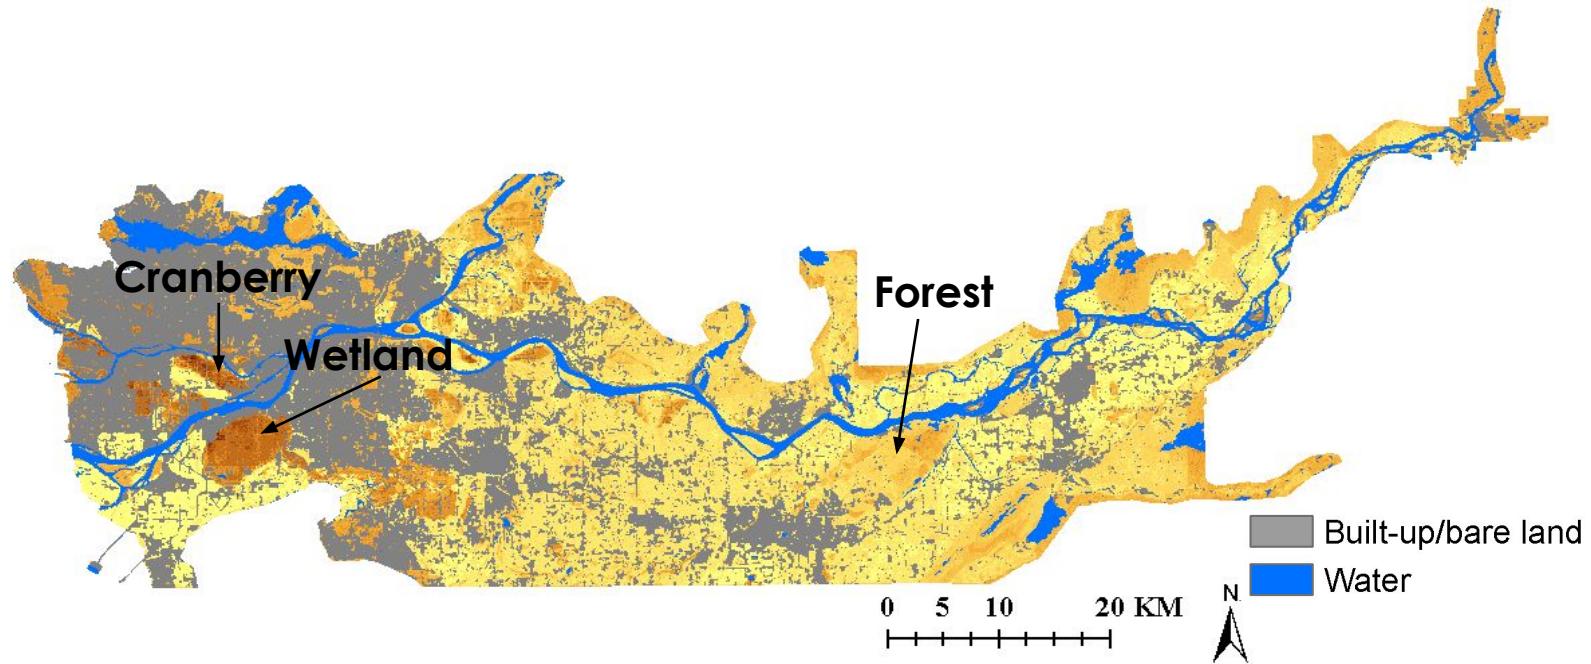 Cranberry
Forest
Wetland
Built-up/bare land
Water
N
0 5 10 20 KM